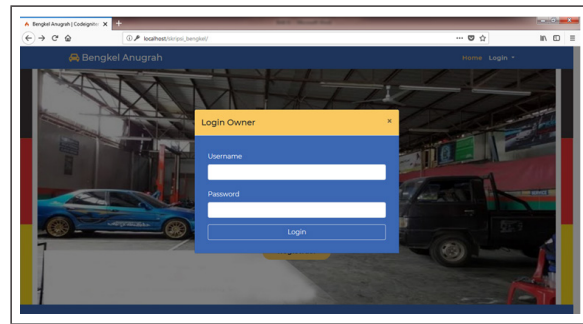 Bengkel Anugrah | Codeigniter
localhost/skripsi_bengkel/
Bengkel Anugrah
Home Login
Login Owner
×
Username
Password
Login